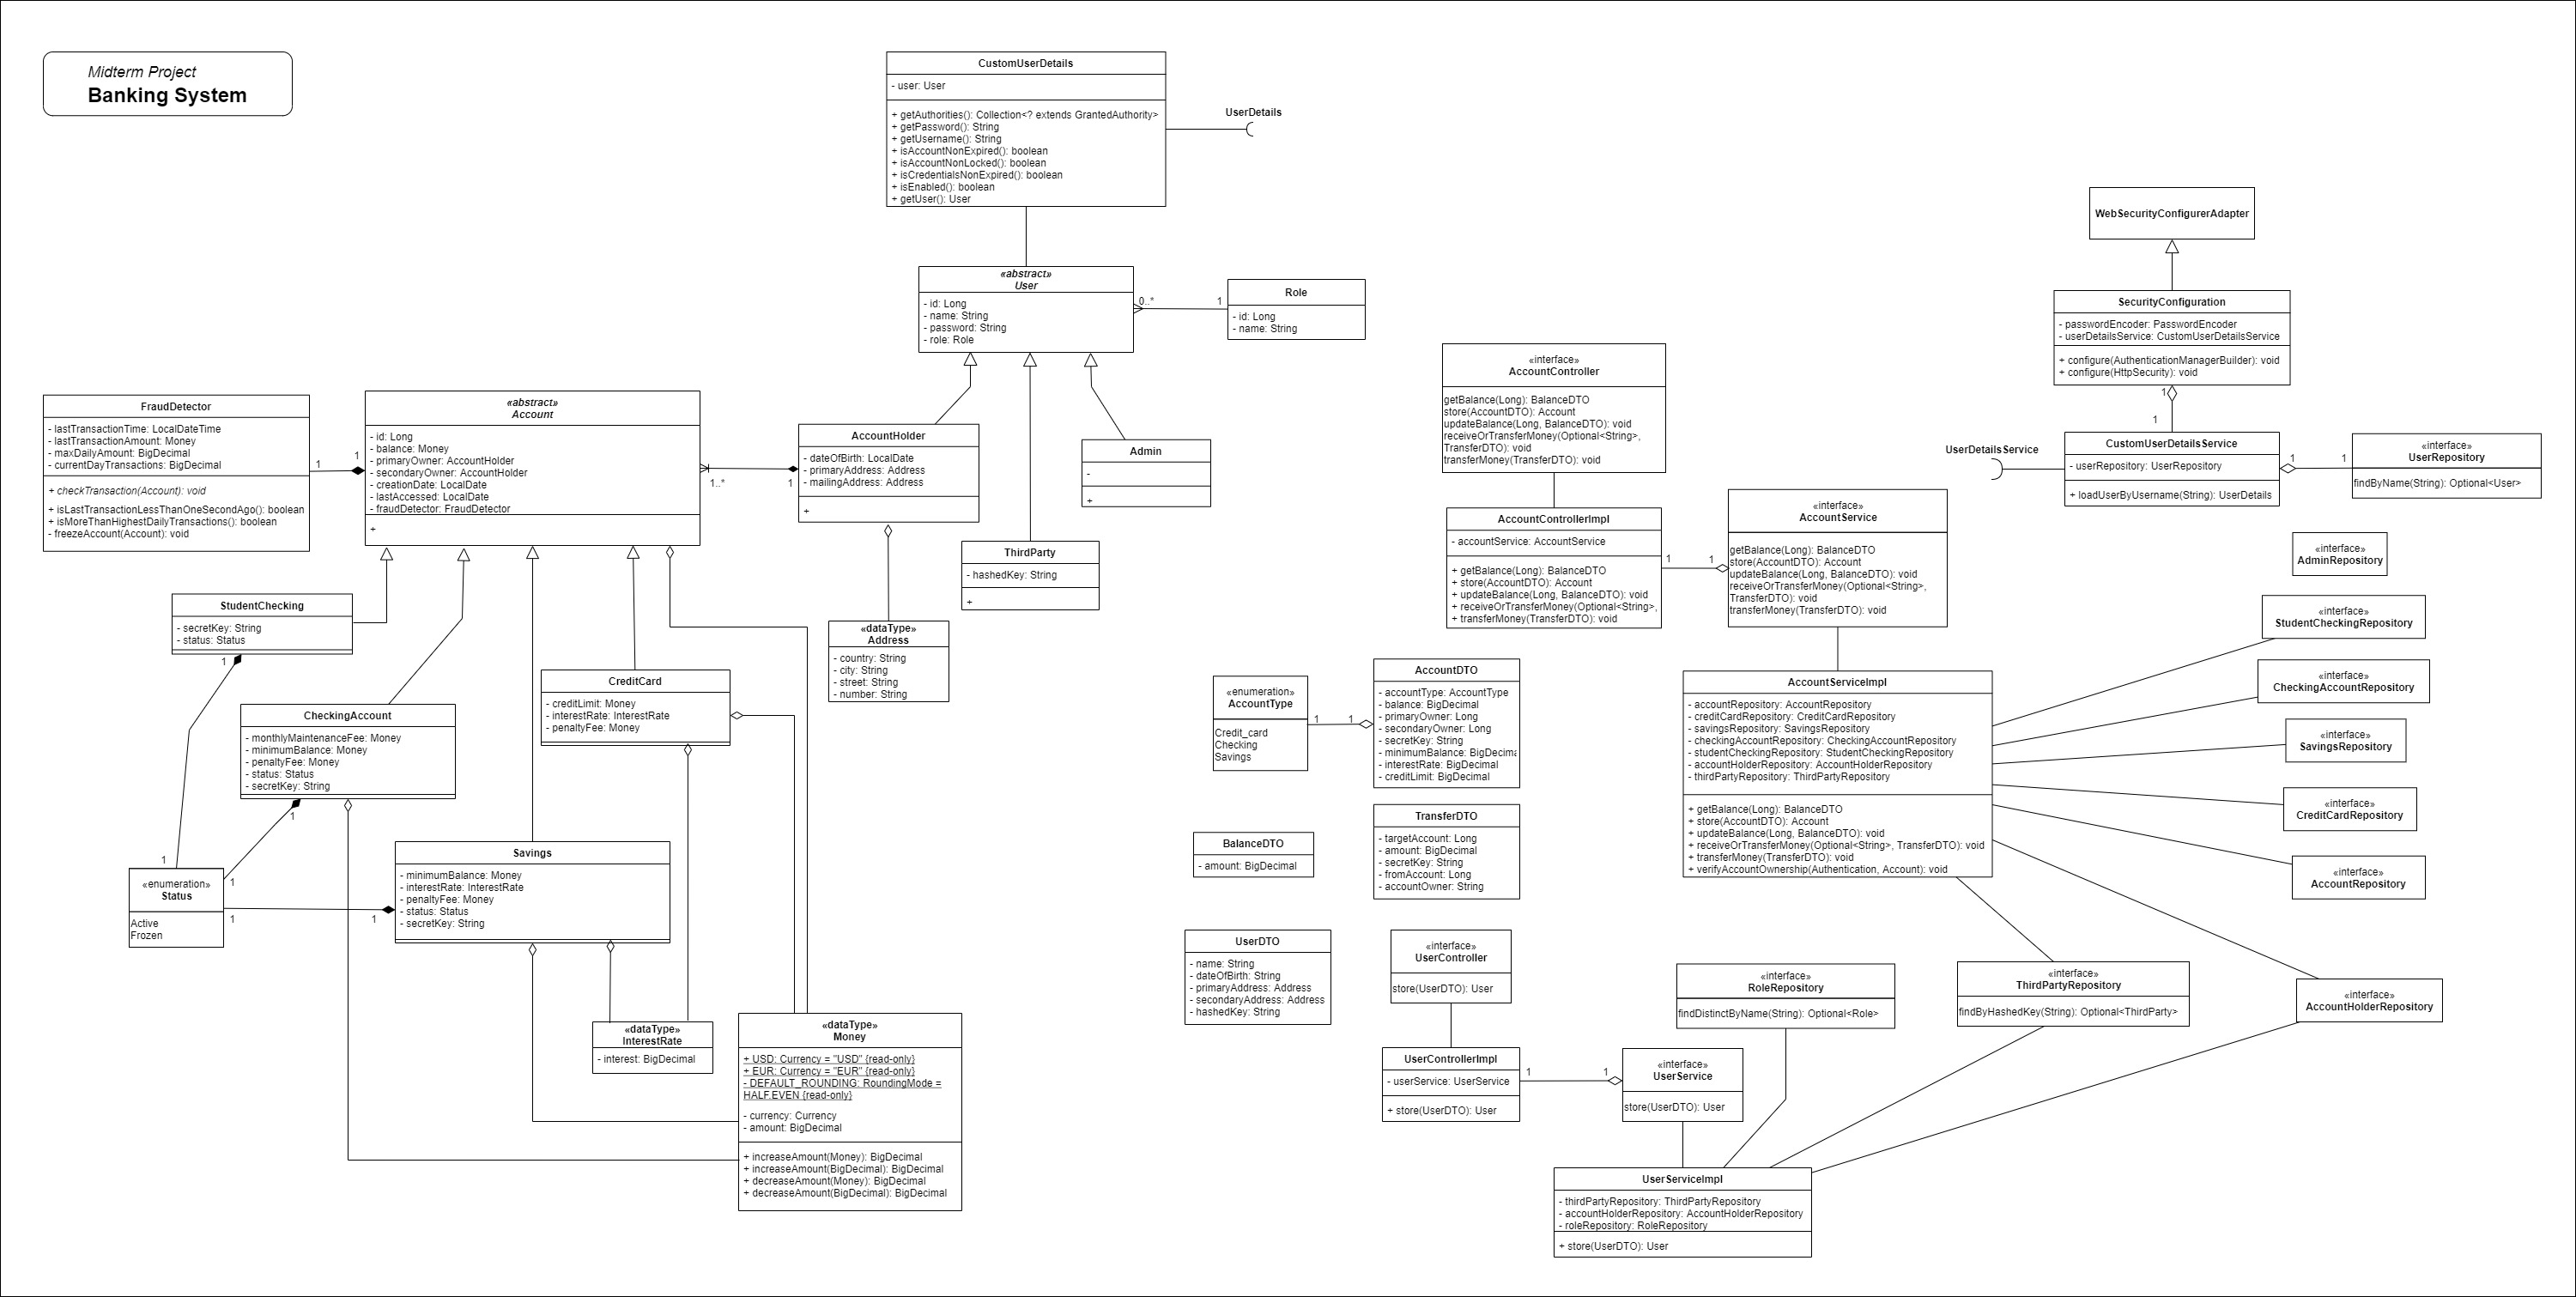 Midterm Project
Banking System
CustomUserDetails
- user: User
+ getAuthorities(): Collection<? extends GrantedAuthority>
+ getPassword(): String
+ getUsername(): String
+ isAccountNonExpired(): boolean
+ isAccountNonLocked(): boolean
+ isCredentialsNonExpired(): boolean
+ isEnabled(): boolean
+ getUser(): User
UserDetails
«abstract»
User
- id: Long
- name: String
- password: String
- role: Role
0..*
1
Role
- id: Long
- name: String
FraudDetector
- lastTransactionTime: LocalDateTime
- lastTransactionAmount: Money
- maxDailyAmount: BigDecimal
- currentDayTransactions: BigDecimal
+ checkTransaction(Account): void
+ isLastTransactionLessThanOneSecondAgo(): boolean
+ isMoreThanHighestDailyTransactions(): boolean
- freezeAccount(Account): void
1
1
«abstract»
Account
- id: Long
- balance: Money
- primaryOwner: AccountHolder
- secondaryOwner: AccountHolder
- creationDate: LocalDate
- lastAccessed: LocalDate
- fraudDetector: FraudDetector
+
1..*
1
AccountHolder
- dateOfBirth: LocalDate
- primaryAddress: Address
- mailingAddress: Address
+
Admin
-
+
ThirdParty
- hashedKey: String
+
«dataType»
Address
- country: String
- city: String
- street: String
- number: String
StudentChecking
- secretKey: String
- status: Status
1
1
CheckingAccount
- monthlyMaintenanceFee: Money
- minimumBalance: Money
- penaltyFee: Money
- status: Status
- secretKey: String
1
1
CreditCard
- creditLimit: Money
- interestRate: InterestRate
- penaltyFee: Money
Savings
- minimumBalance: Money
- interestRate: InterestRate
- penaltyFee: Money
- status: Status
- secretKey: String
1
1
«enumeration»
Status
Active
Frozen
«dataType»
InterestRate
- interest: BigDecimal
«dataType»
Money
+ USD: Currency = "USD" {read-only}
+ EUR: Currency = "EUR" {read-only}
- DEFAULT_ROUNDING: RoundingMode =
HALF.EVEN {read-only}
- currency: Currency
- amount: BigDecimal
+ increaseAmount(Money): BigDecimal
+ increaseAmount(BigDecimal): BigDecimal
+ decreaseAmount(Money): BigDecimal
+ decreaseAmount(BigDecimal): BigDecimal
WebSecurityConfigurerAdapter
SecurityConfiguration
- passwordEncoder: PasswordEncoder
- userDetailsService: CustomUserDetailsService
+ configure(AuthenticationManagerBuilder): void
+ configure(HttpSecurity): void
1
1
UserDetailsService
CustomUserDetailsService
- userRepository: UserRepository
+ loadUserByUsername(String): UserDetails
1
1
«interface»
UserRepository
findByName(String): Optional<User>
«interface»
AccountController
getBalance(Long): BalanceDTO
store(AccountDTO): Account
updateBalance(Long, BalanceDTO): void
receiveOrTransferMoney(Optional<String>,
TransferDTO): void
transferMoney(TransferDTO): void
AccountControllerImpl
- accountService: AccountService
+ getBalance(Long): BalanceDTO
+ store(AccountDTO): Account
+ updateBalance(Long, BalanceDTO): void
+ receiveOrTransferMoney(Optional<String>,
+ transferMoney(TransferDTO): void
1
1
«interface»
AccountService
getBalance(Long): BalanceDTO
store(AccountDTO): Account
updateBalance(Long, BalanceDTO): void
receiveOrTransferMoney(Optional<String>,
TransferDTO): void
transferMoney(TransferDTO): void
«interface»
AdminRepository
«interface»
StudentCheckingRepository
«interface»
CheckingAccountRepository
«interface»
SavingsRepository
«interface»
CreditCardRepository
«interface»
AccountRepository
AccountServiceImpl
- accountRepository: AccountRepository
- creditCardRepository: CreditCardRepository
- savingsRepository: SavingsRepository
- checkingAccountRepository: CheckingAccountRepository
- studentCheckingRepository: StudentCheckingRepository
- accountHolderRepository: AccountHolderRepository
- thirdPartyRepository: ThirdPartyRepository
+ getBalance(Long): BalanceDTO
+ store(AccountDTO): Account
+ updateBalance(Long, BalanceDTO): void
+ receiveOrTransferMoney(Optional<String>, TransferDTO): void
+ transferMoney(TransferDTO): void
+ verifyAccountOwnership(Authentication, Account): void
«enumeration»
AccountType
Credit_card
Checking
Savings
1
1
AccountDTO
- accountType: AccountType
- balance: BigDecimal
- primaryOwner: Long
- secondaryOwner: Long
- secretKey: String
- minimumBalance: BigDecima
- interestRate: BigDecimal
- creditLimit: BigDecimal
TransferDTO
- targetAccount: Long
- amount: BigDecimal
- secretKey: String
- fromAccount: Long
- accountOwner: String
BalanceDTO
- amount: BigDecimal
UserDTO
- name: String
- dateOfBirth: String
- primaryAddress: Address
- secondaryAddress: Address
- hashedKey: String
«interface»
UserController
store(UserDTO): User
UserControllerImpl
- userService: UserService
+ store(UserDTO): User
1
1
«interface»
UserService
store(UserDTO): User
«interface»
RoleRepository
findDistinctByName(String): Optional<Role>
«interface»
ThirdPartyRepository
findByHashedKey(String): Optional<ThirdParty>
«interface»
AccountHolderRepository
UserServiceImpl
- thirdPartyRepository: ThirdPartyRepository
- accountHolderRepository: AccountHolderRepository
- roleRepository: RoleRepository
+ store(UserDTO): User